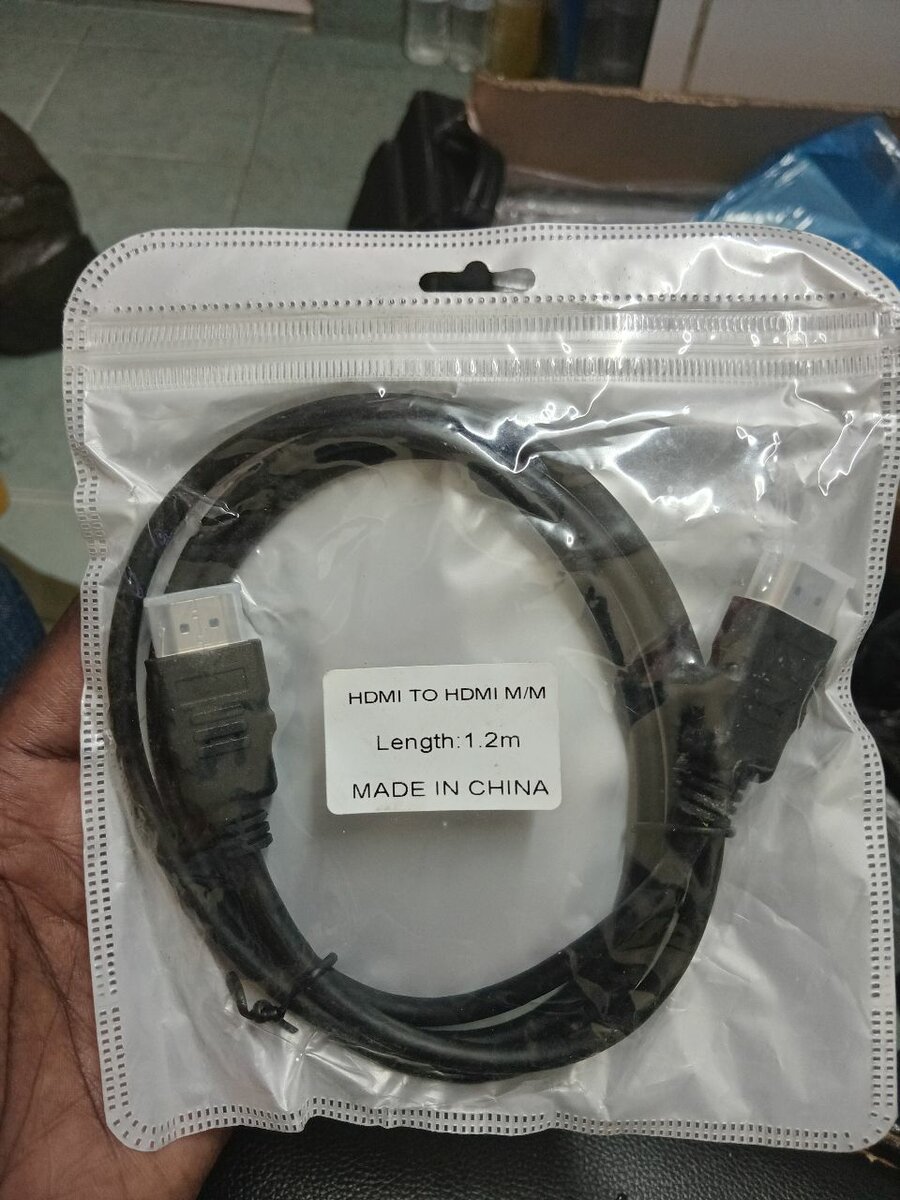 HDMI TO HDMI M/M
Length:1.2m
MADE IN CHINA